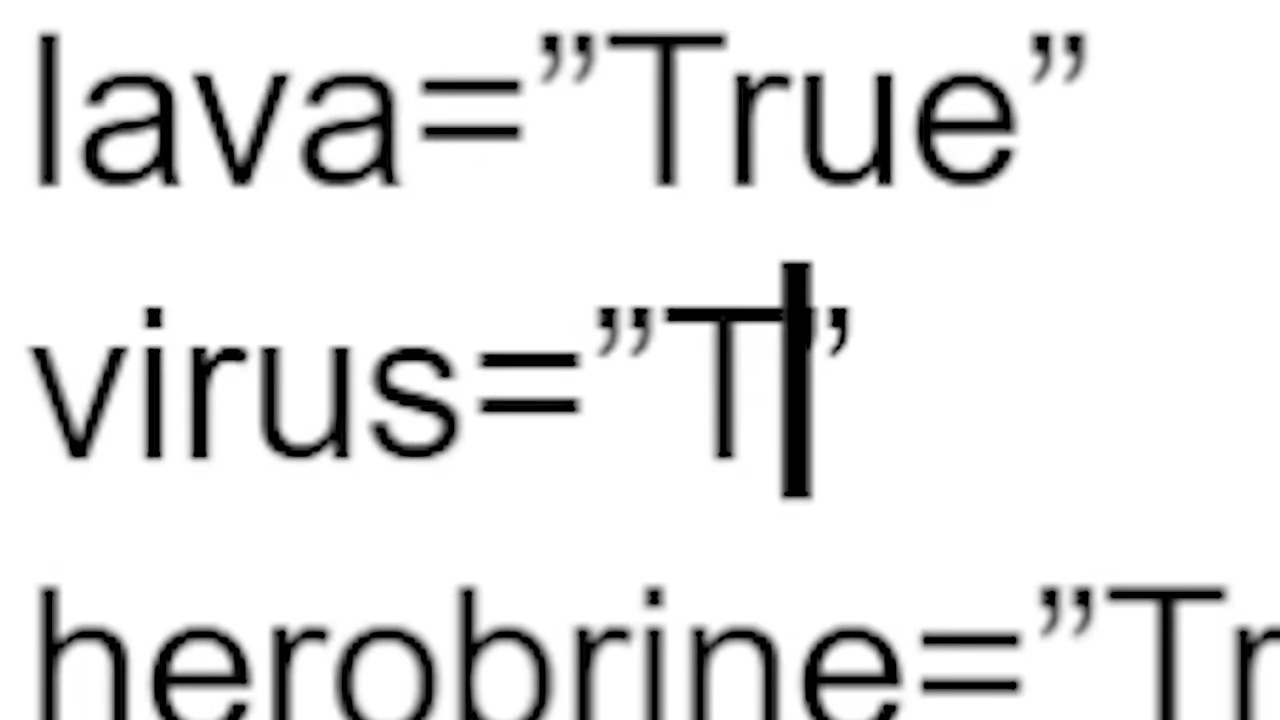 lava=”True”
virus=”T”
herobrine=”Tr